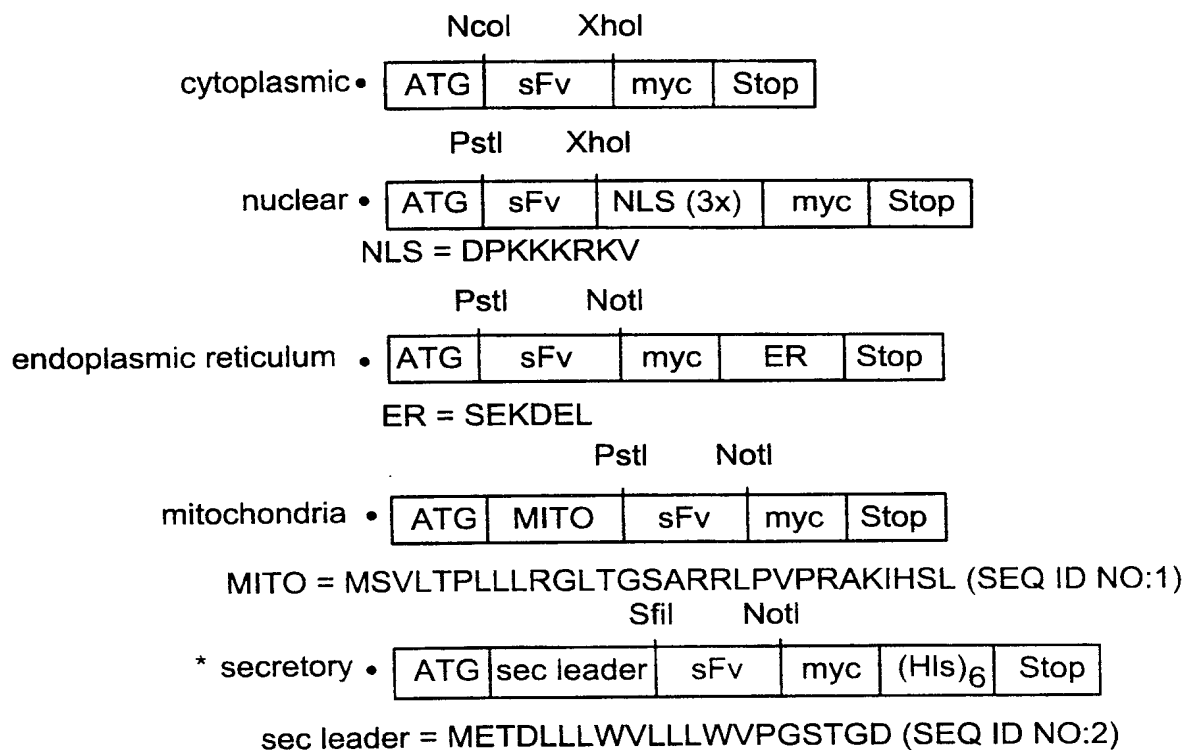 NcoI XhoI
cytoplasmic • ATG sFv myc Stop
PstI XhoI
nuclear • ATG sFv NLS (3x) myc Stop
NLS = DPKKKRKV
PstI NotI
endoplasmic reticulum • ATG sFv myc ER Stop
ER = SEKDEL
PstI NotI
mitochondria • ATG MITO sFv myc Stop
MITO = MSVLTPLLLRGLTGSARRLPVPRAKIHSL (SEQ ID NO:1)
SfiI NotI
* secretory • ATG sec leader sFv myc (HIs)6 Stop
sec leader = METDLLLWVLLLWVPGSTGD (SEQ ID NO:2)